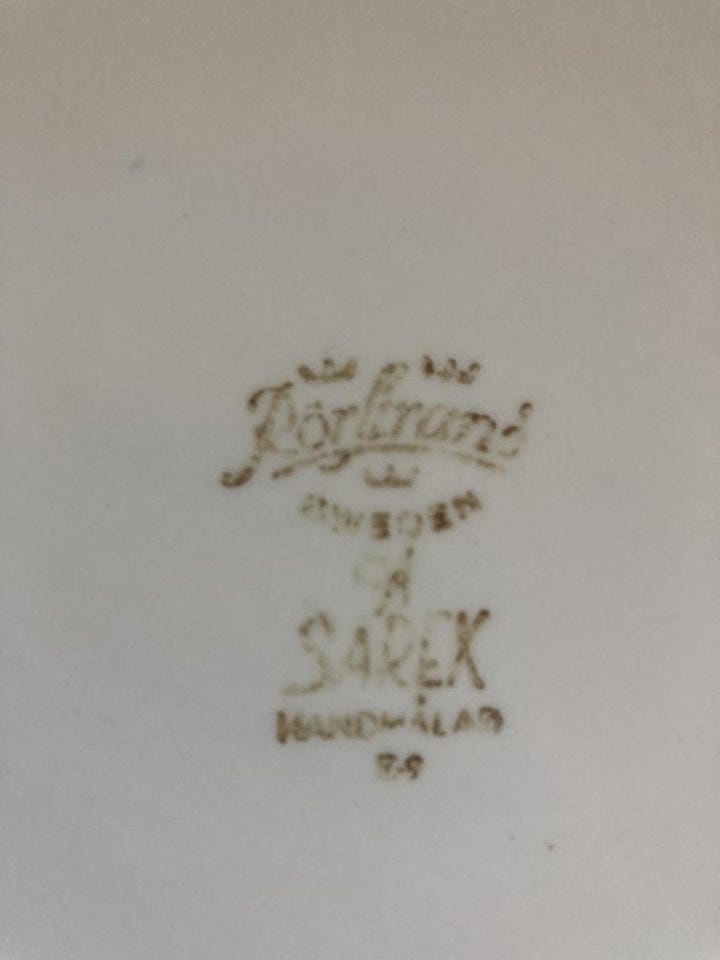 Rörstrand
SWEDEN
SAREK
HANDMÅLAD